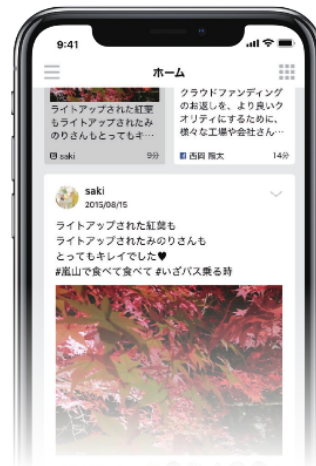 9:41
ホーム
ライトアップされた紅葉
もライトアップされたみ
のりさんもとってもキ…
saki
9分
クラウドファンディング
のお返しを、より良いク
オリティにするために、
様々な工場や会社さん…
西岡 陽太
14分
saki
2015/08/15
ライトアップされた紅葉も
ライトアップされたみのりさんも
とってもキレイでした♥
#嵐山で食べて食べて #いざバス乗る時